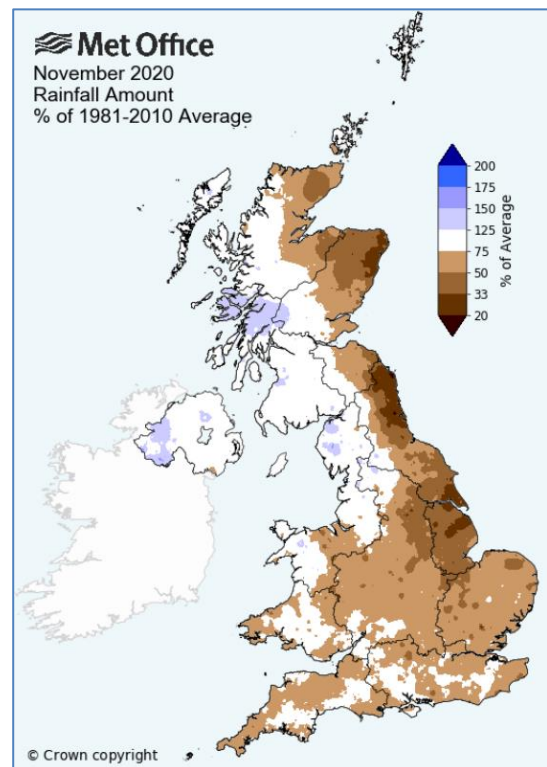 Met Office
November 2020
Rainfall Amount
% of 1981-2010 Average
200
175
150
125
75
50
33
20
% of Average
© Crown copyright